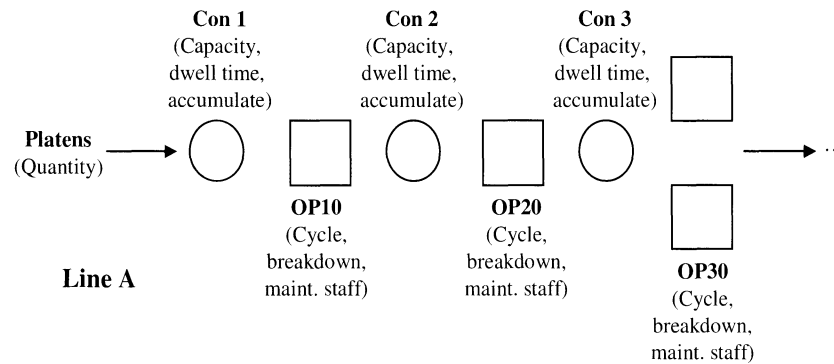 Con 1
(Capacity,
dwell time,
accumulate)
Con 2
(Capacity,
dwell time,
accumulate)
Con 3
(Capacity,
dwell time,
accumulate)
Platens
(Quantity)
OP10
(Cycle,
breakdown,
maint. staff)
OP20
(Cycle,
breakdown,
maint. staff)
OP30
(Cycle,
breakdown,
maint. staff)
Line A